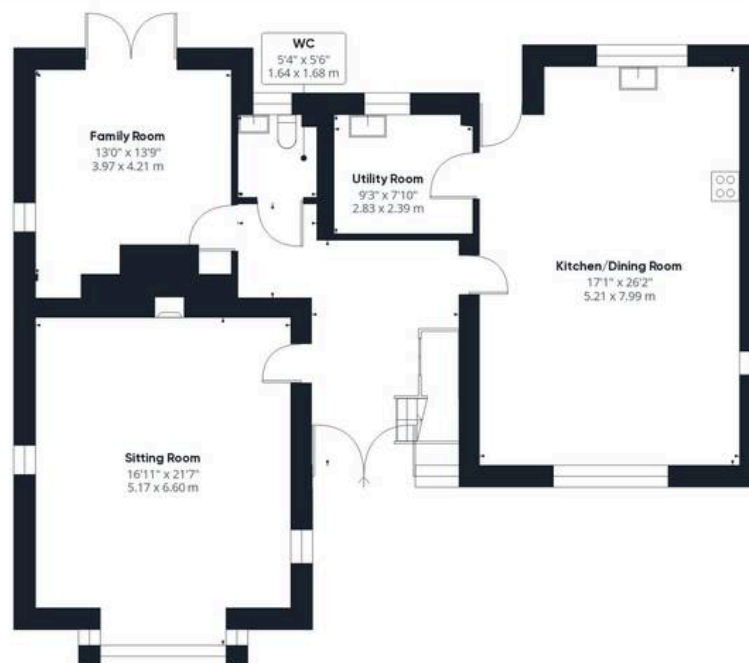 WC
5'4" x 5'6"
1.64 x 1.68 m
Family Room
13'0" x 13'9"
3.97 x 4.21 m
Utility Room
9'3" x 7'10"
2.83 x 2.39 m
Kitchen/Dining Room
17'1" x 26'2"
5.21 x 7.99 m
Sitting Room
16'11" x 21'7"
5.17 x 6.60 m